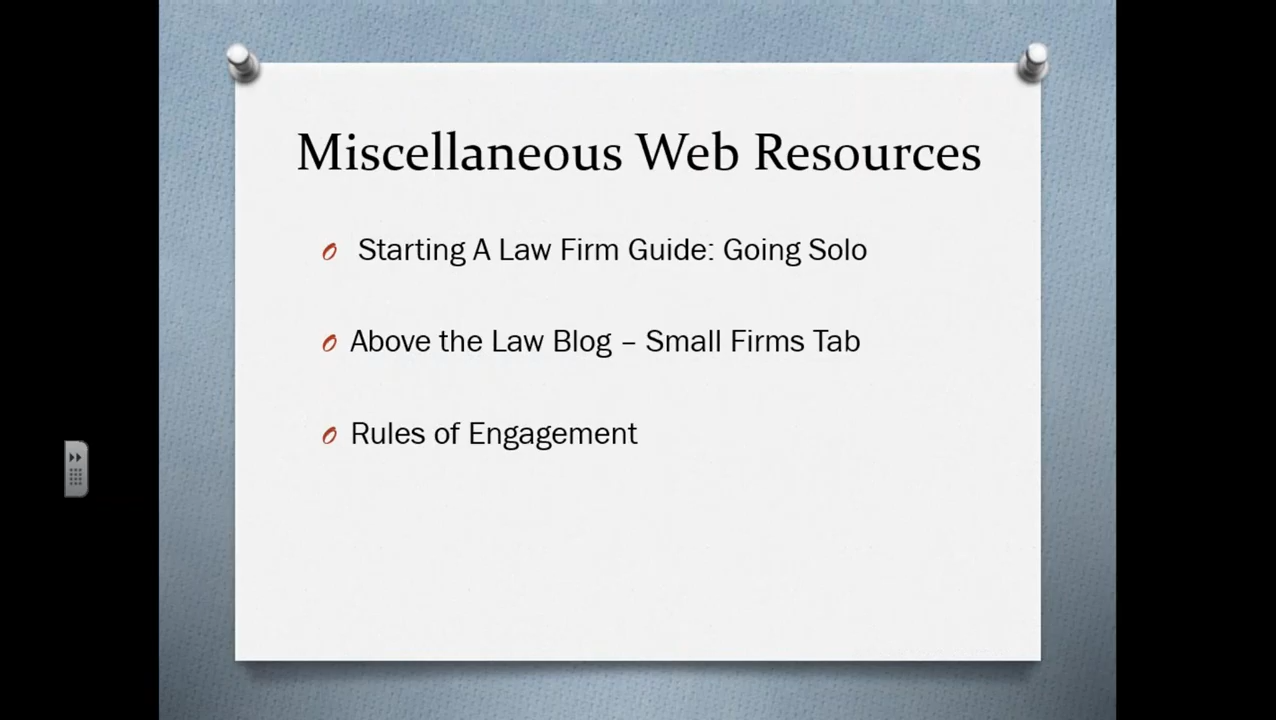 Miscellaneous Web Resources
Starting A Law Firm Guide: Going Solo
Above the Law Blog – Small Firms Tab
Rules of Engagement